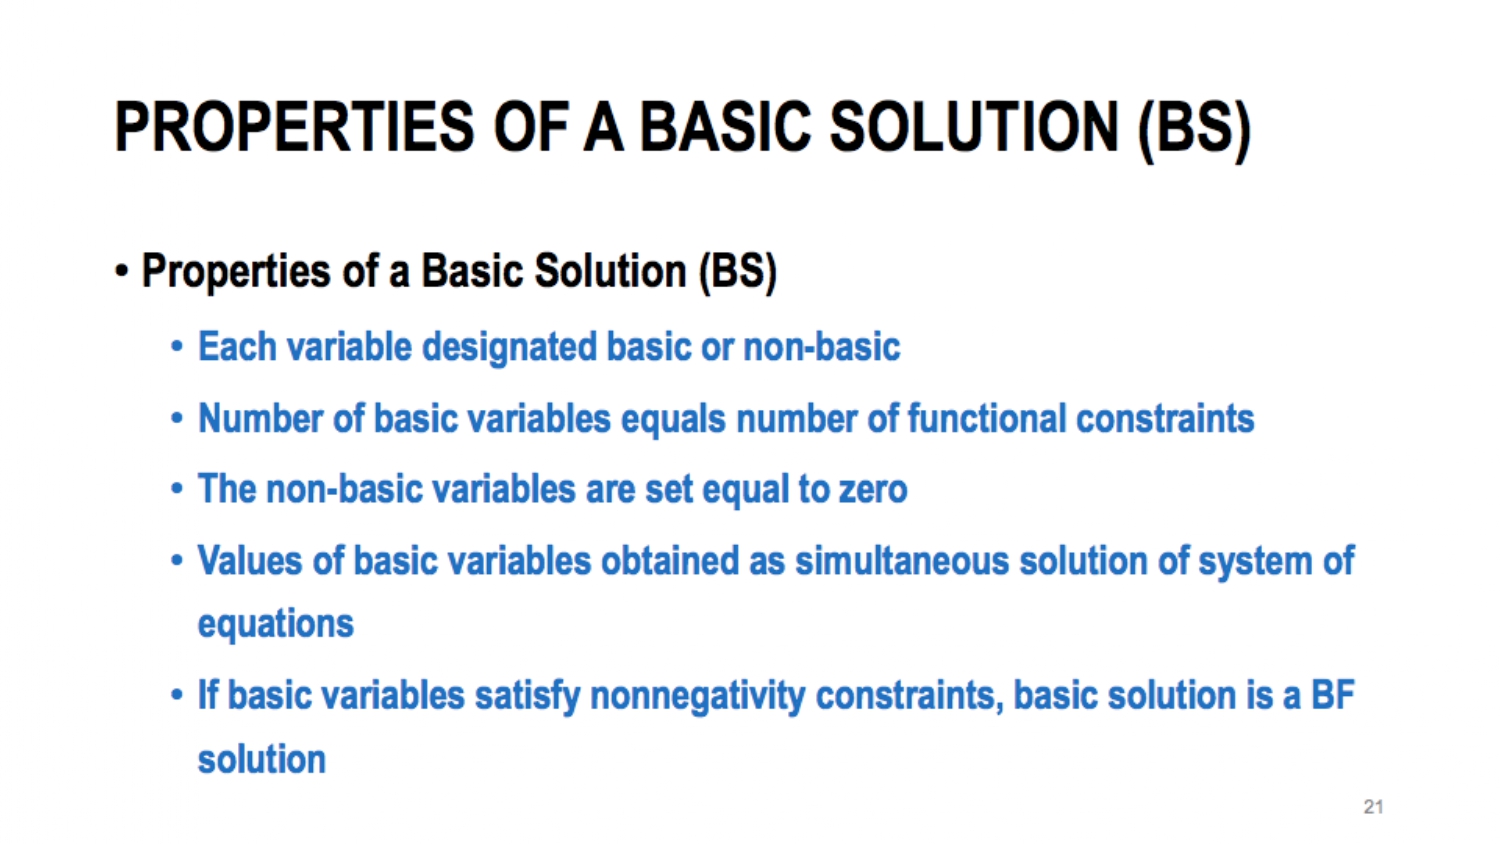 PROPERTIES OF A BASIC SOLUTION (BS)
• Properties of a Basic Solution (BS)
• Each variable designated basic or non-basic
• Number of basic variables equals number of functional constraints
• The non-basic variables are set equal to zero
• Values of basic variables obtained as simultaneous solution of system of
equations
• If basic variables satisfy nonnegativity constraints, basic solution is a BF
solution
21